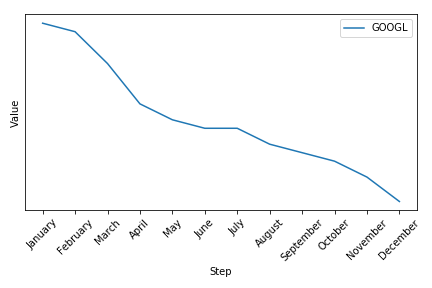 GOOGL
Value
January
February
March
April
May
June
July
August
September
October
November
December
Step